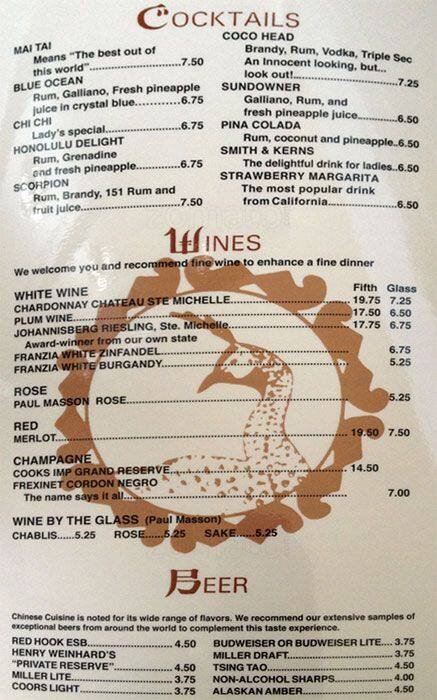 COCKTAILS
MAI TAI
Means "The best out of
this world"..........................7.50
BLUE OCEAN
Rum, Galliano, Fresh pineapple
juice in crystal blue............6.75
CHI CHI
Lady's special.....................6.75
HONOLULU DELIGHT
Rum, Grenadine
and fresh pineapple............6.75
SCORPION
Rum, Brandy, 151 Rum and
fruit juice............................7.50
COCO HEAD
Brandy, Rum, Vodka, Triple Sec
An Innocent looking, but...
look out!..............................7.25
SUNDOWNER
Galliano, Rum, and
fresh pineapple juice..........6.50
PINA COLADA
Rum, coconut and pineapple..6.50
SMITH & KERNS
The delightful drink for ladies..6.50
STRAWBERRY MARGARITA
The most popular drink
from California....................6.50
WINES
We welcome you and recommend fine wine to enhance a fine dinner
Fifth Glass
WHITE WINE
CHARDONNAY CHATEAU STE MICHELLE..............................19.75 7.25
PLUM WINE..............................17.50 6.50
JOHANNISBERG RIESLING, Ste. Michelle..............................17.75 6.75
Award-winner from our own state
FRANZIA WHITE ZINFANDEL..............................6.75
FRANZIA WHITE BURGANDY..............................5.25
ROSE
PAUL MASSON ROSE..............................5.25
RED
MERLOT..............................19.50 7.50
CHAMPAGNE
COOKS IMP GRAND RESERVE..............................14.50
FREXINET CORDON NEGRO
The name says it all..............................7.00
WINE BY THE GLASS (Paul Masson)
CHABLIS......5.25 ROSE......5.25 SAKE......5.25
BEER
Chinese Cuisine is noted for its wide range of flavors. We recommend our extensive samples of
exceptional beers from around the world to complement this taste experience.
RED HOOK ESB......................... 4.50
HENRY WEINHARD'S
"PRIVATE RESERVE".................. 4.50
MILLER LITE............................. 3.75
COORS LIGHT........................... 3.75
BUDWEISER OR BUDWEISER LITE.... 3.75
MILLER DRAFT......................... 3.75
TSING TAO............................... 4.50
NON-ALCOHOL SHARPS............. 4.00
ALASKAN AMBER...................... 4.50